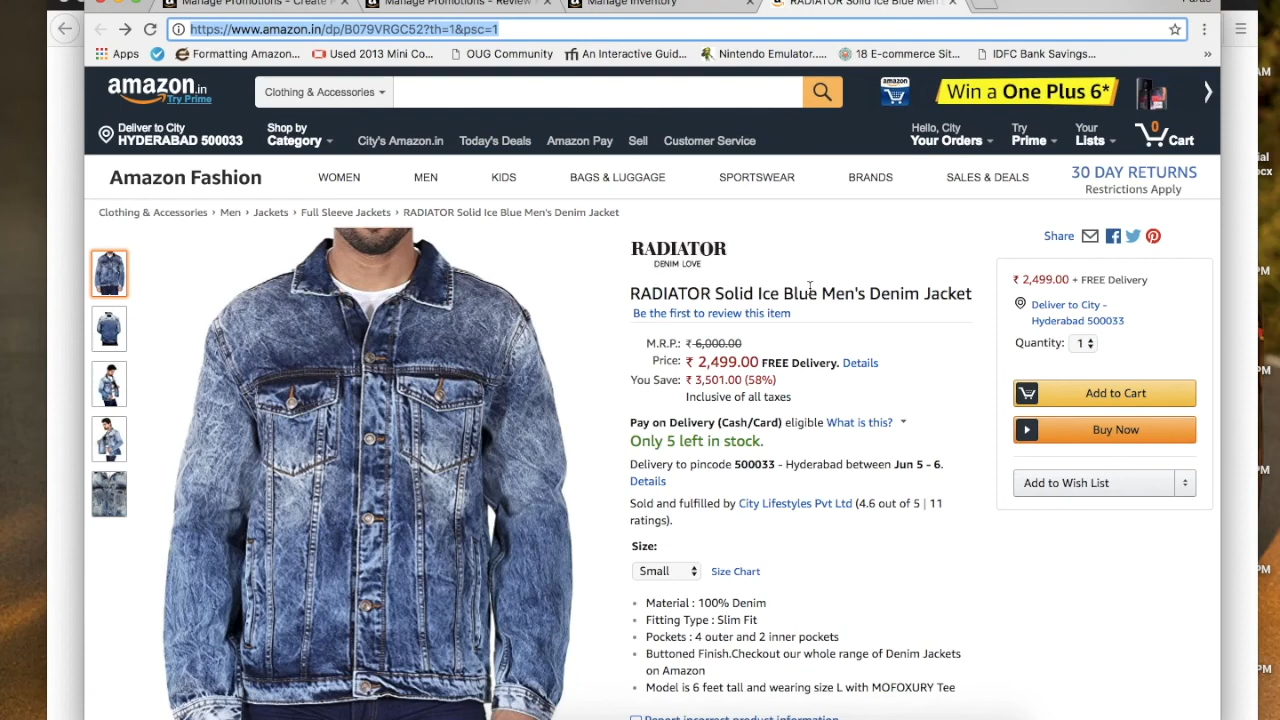 Manage Promotions - Create P
Manage Promotions - Review
Manage Inventory
RADIATOR Solid Ice Blue Men's
https://www.amazon.in/dp/B079VRGC52?th=1&psc=1
Apps
Formatting Amazon...
Used 2013 Mini Co...
OUG Community
An Interactive Guid...
Nintendo Emulator.....
18 E-commerce Sit...
IDFC Bank Savings...
»
amazon.in
Try Prime
Clothing & Accessories
amazon
Win a One Plus 6*
Deliver to City
HYDERABAD 500033
Shop by
Category
City's Amazon.in
Today's Deals
Amazon Pay
Sell
Customer Service
Hello, City
Your Orders
Try
Prime
Your
Lists
0
Cart
Amazon Fashion
WOMEN
MEN
KIDS
BAGS & LUGGAGE
SPORTSWEAR
BRANDS
SALES & DEALS
30 DAY RETURNS
Restrictions Apply
Clothing & Accessories › Men › Jackets › Full Sleeve Jackets › RADIATOR Solid Ice Blue Men's Denim Jacket
Share
RADIATOR
DENIM LOVE
RADIATOR Solid Ice Blue Men's Denim Jacket
Be the first to review this item
M.R.P.: ₹ 6,000.00
Price: ₹ 2,499.00 FREE Delivery. Details
You Save: ₹ 3,501.00 (58%)
Inclusive of all taxes
Pay on Delivery (Cash/Card) eligible What is this?
Only 5 left in stock.
Delivery to pincode 500033 - Hyderabad between Jun 5 - 6.
Details
Sold and fulfilled by City Lifestyles Pvt Ltd (4.6 out of 5 | 11
ratings).
Size:
Small
Size Chart
Material : 100% Denim
Fitting Type : Slim Fit
Pockets : 4 outer and 2 inner pockets
Buttoned Finish.Checkout our whole range of Denim Jackets
on Amazon
Model is 6 feet tall and wearing size L with MOFOXURY Tee
Report incorrect product information
₹ 2,499.00 + FREE Delivery
Deliver to City -
Hyderabad 500033
Quantity: 1
Add to Cart
Buy Now
Add to Wish List